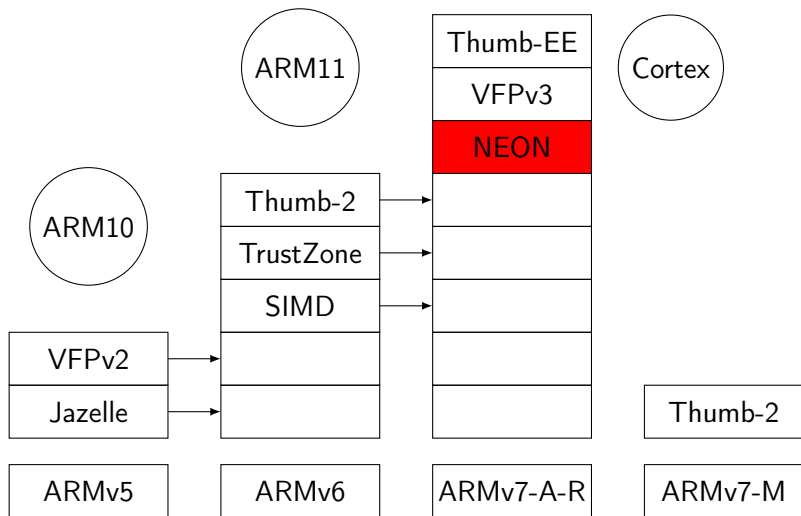 Thumb-EE
ARM11
Cortex
VFPv3
NEON
Thumb-2
ARM10
TrustZone
SIMD
VFPv2
Jazelle
Thumb-2
ARMv5
ARMv6
ARMv7-A-R
ARMv7-M